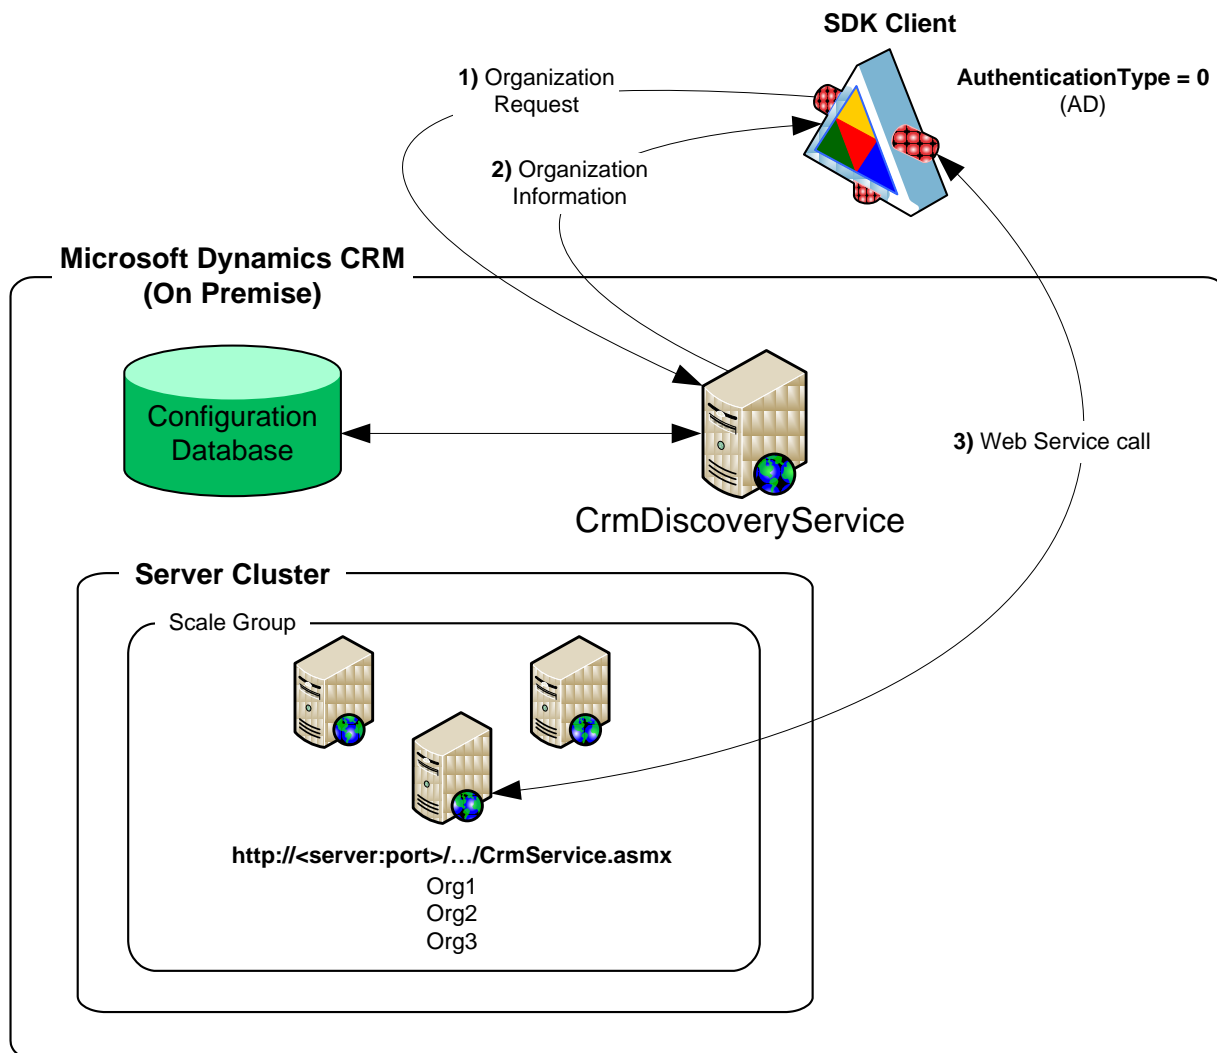 SDK Client
AuthenticationType = 0
(AD)
1) Organization
Request
2) Organization
Information
Microsoft Dynamics CRM
(On Premise)
Configuration
Database
CrmDiscoveryService
3) Web Service call
Server Cluster
Scale Group
http://<server:port>/…/CrmService.asmx
Org1
Org2
Org3